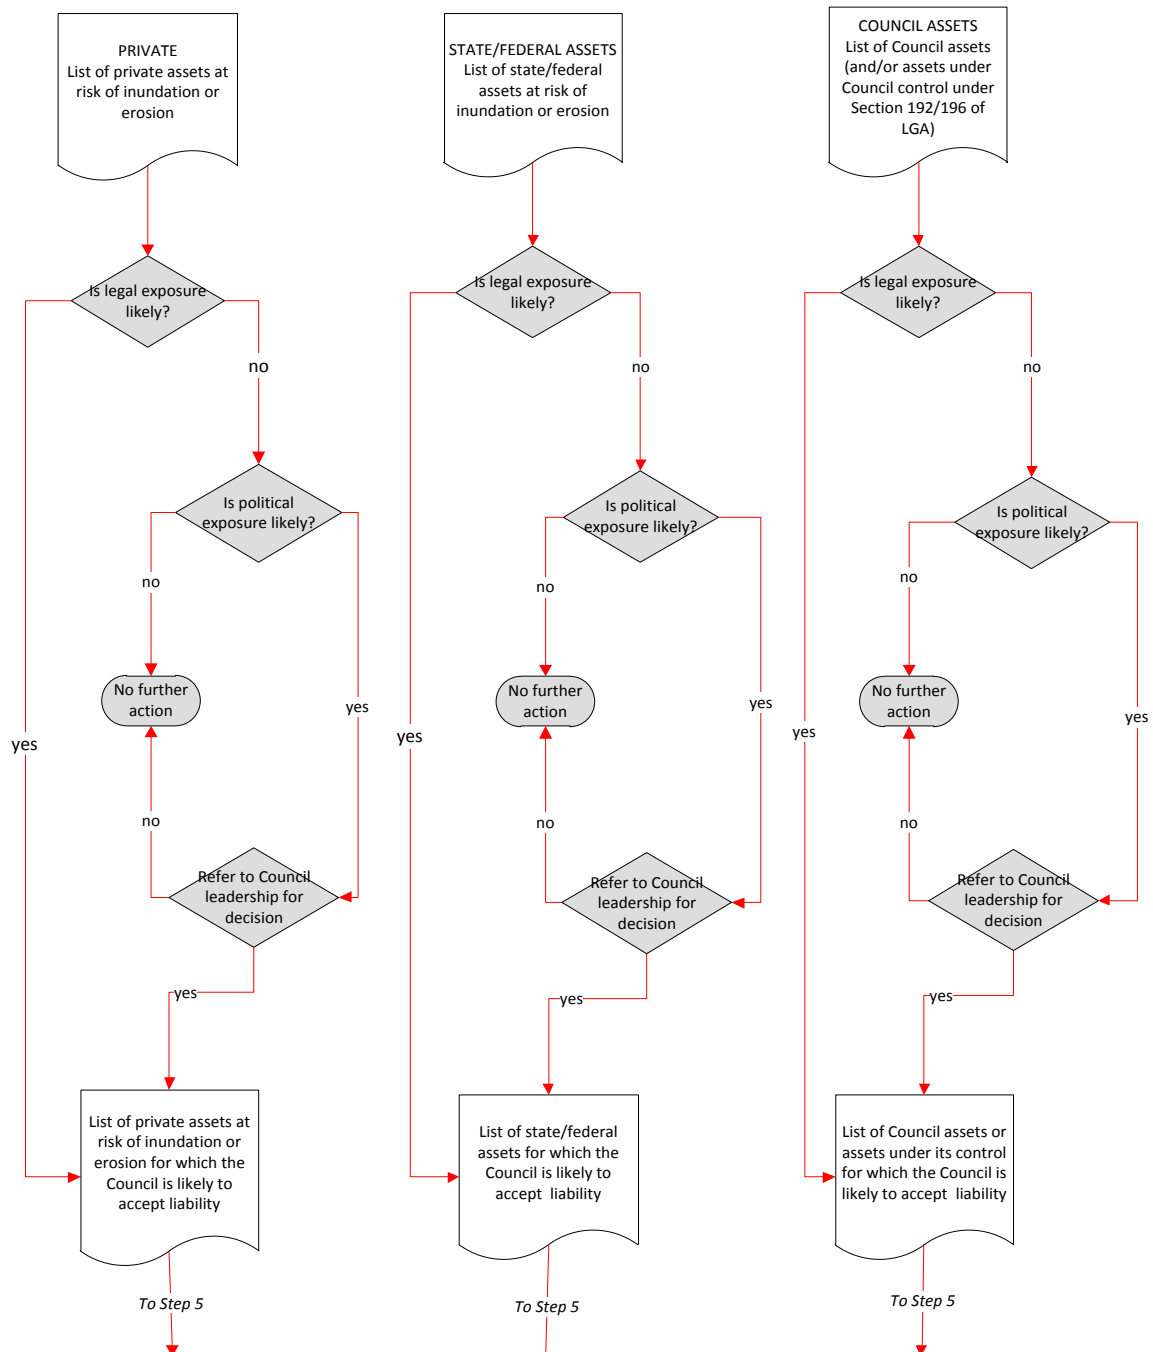 PRIVATE
List of private assets at
risk of inundation or
erosion
Is legal exposure
likely?
no
Is political
exposure likely?
no
No further
action
yes
yes
no
Refer to Council
leadership for
decision
yes
List of private assets at
risk of inundation or
erosion for which the
Council is likely to
accept liability
To Step 5
STATE/FEDERAL ASSETS
List of state/federal
assets at risk of
inundation or erosion
Is legal exposure
likely?
no
Is political
exposure likely?
no
No further
action
yes
yes
no
Refer to Council
leadership for
decision
yes
List of state/federal
assets for which the
Council is likely to
accept  liability
To Step 5
COUNCIL ASSETS
List of Council assets
(and/or assets under
Council control under
Section 192/196 of
LGA)
Is legal exposure
likely?
no
Is political
exposure likely?
no
No further
action
yes
yes
no
Refer to Council
leadership for
decision
yes
List of Council assets or
assets under its control
for which the Council is
likely to accept  liability
To Step 5